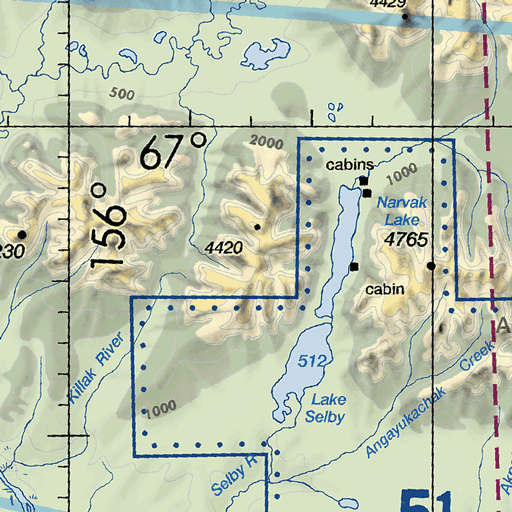 4429
500
67°
2000
cabins
1000
Narvak
Lake
156°
4420
4765
230
cabin
Killak River
512
Lake
Selby
1000
Angayukachak Creek
Selby R
51